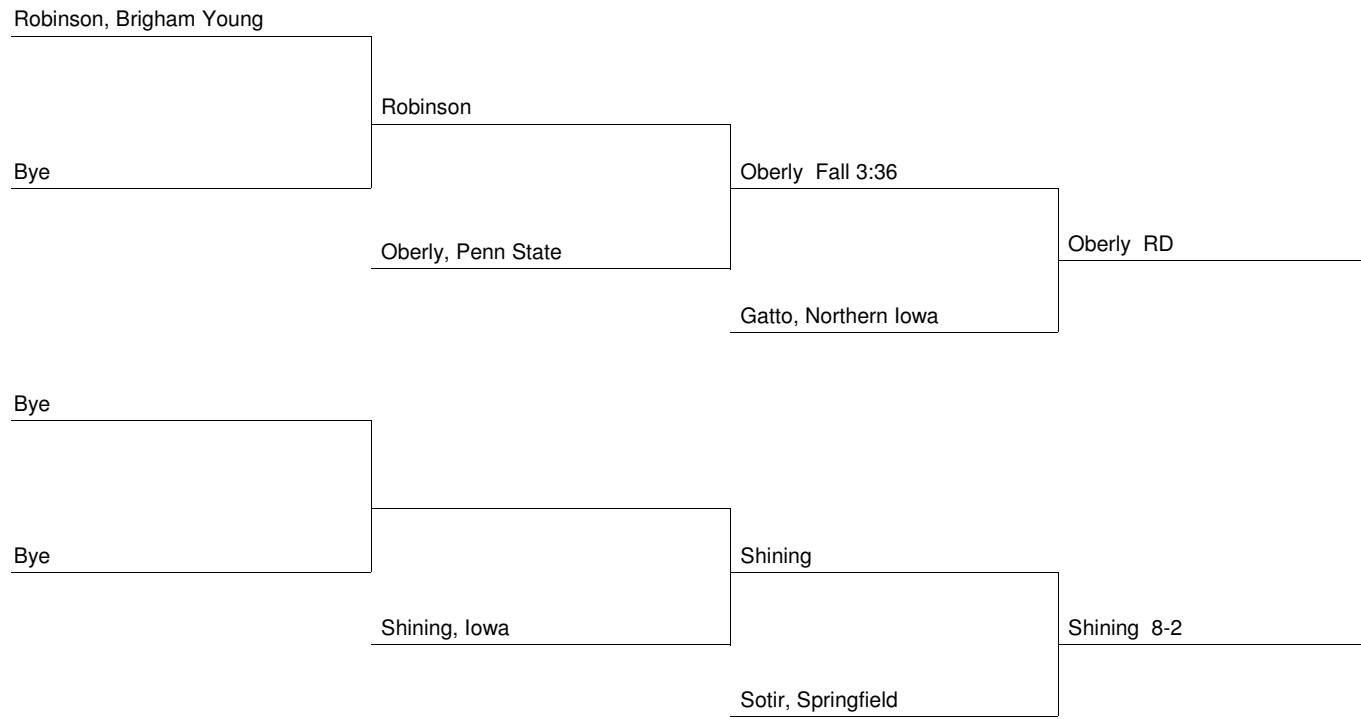 Robinson, Brigham Young
Robinson
Bye
Oberly  Fall 3:36
Oberly  RD
Oberly, Penn State
Gatto, Northern Iowa
Bye
Bye
Shining
Shining, Iowa
Shining  8-2
Sotir, Springfield